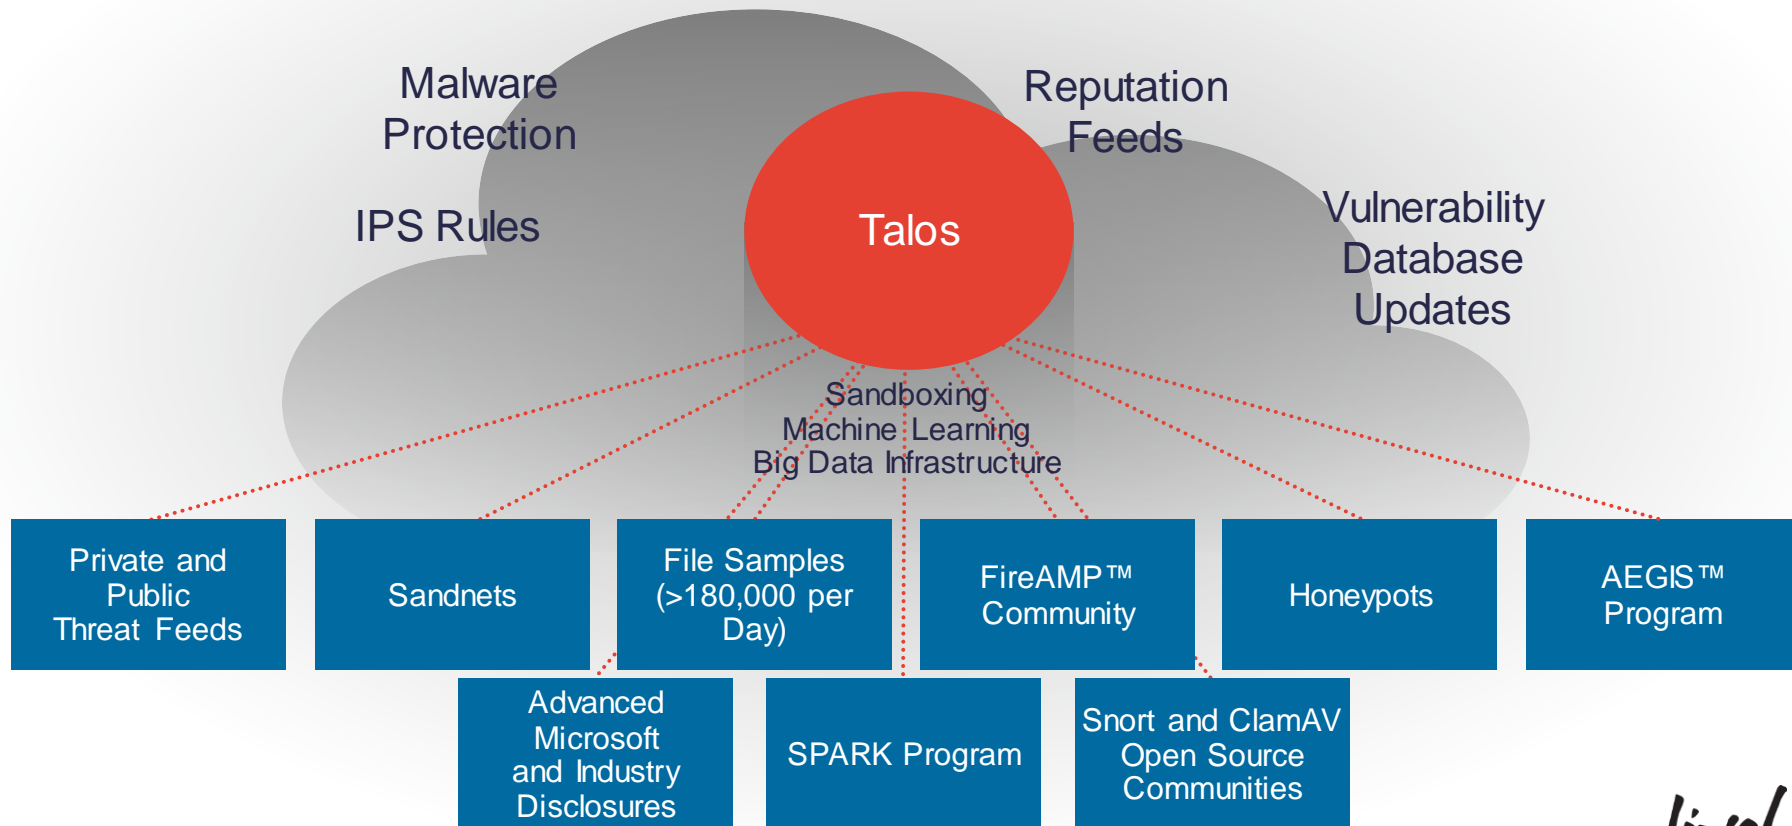 Malware
Protection
Reputation
Feeds
IPS Rules
Talos
Vulnerability
Database
Updates
Sandboxing
Machine Learning
Big Data Infrastructure
Private and
Public
Threat Feeds
Sandnets
File Samples
(>180,000 per
Day)
FireAMP™
Community
Honeypots
AEGIS™
Program
Advanced
Microsoft
and Industry
Disclosures
SPARK Program
Snort and ClamAV
Open Source
Communities